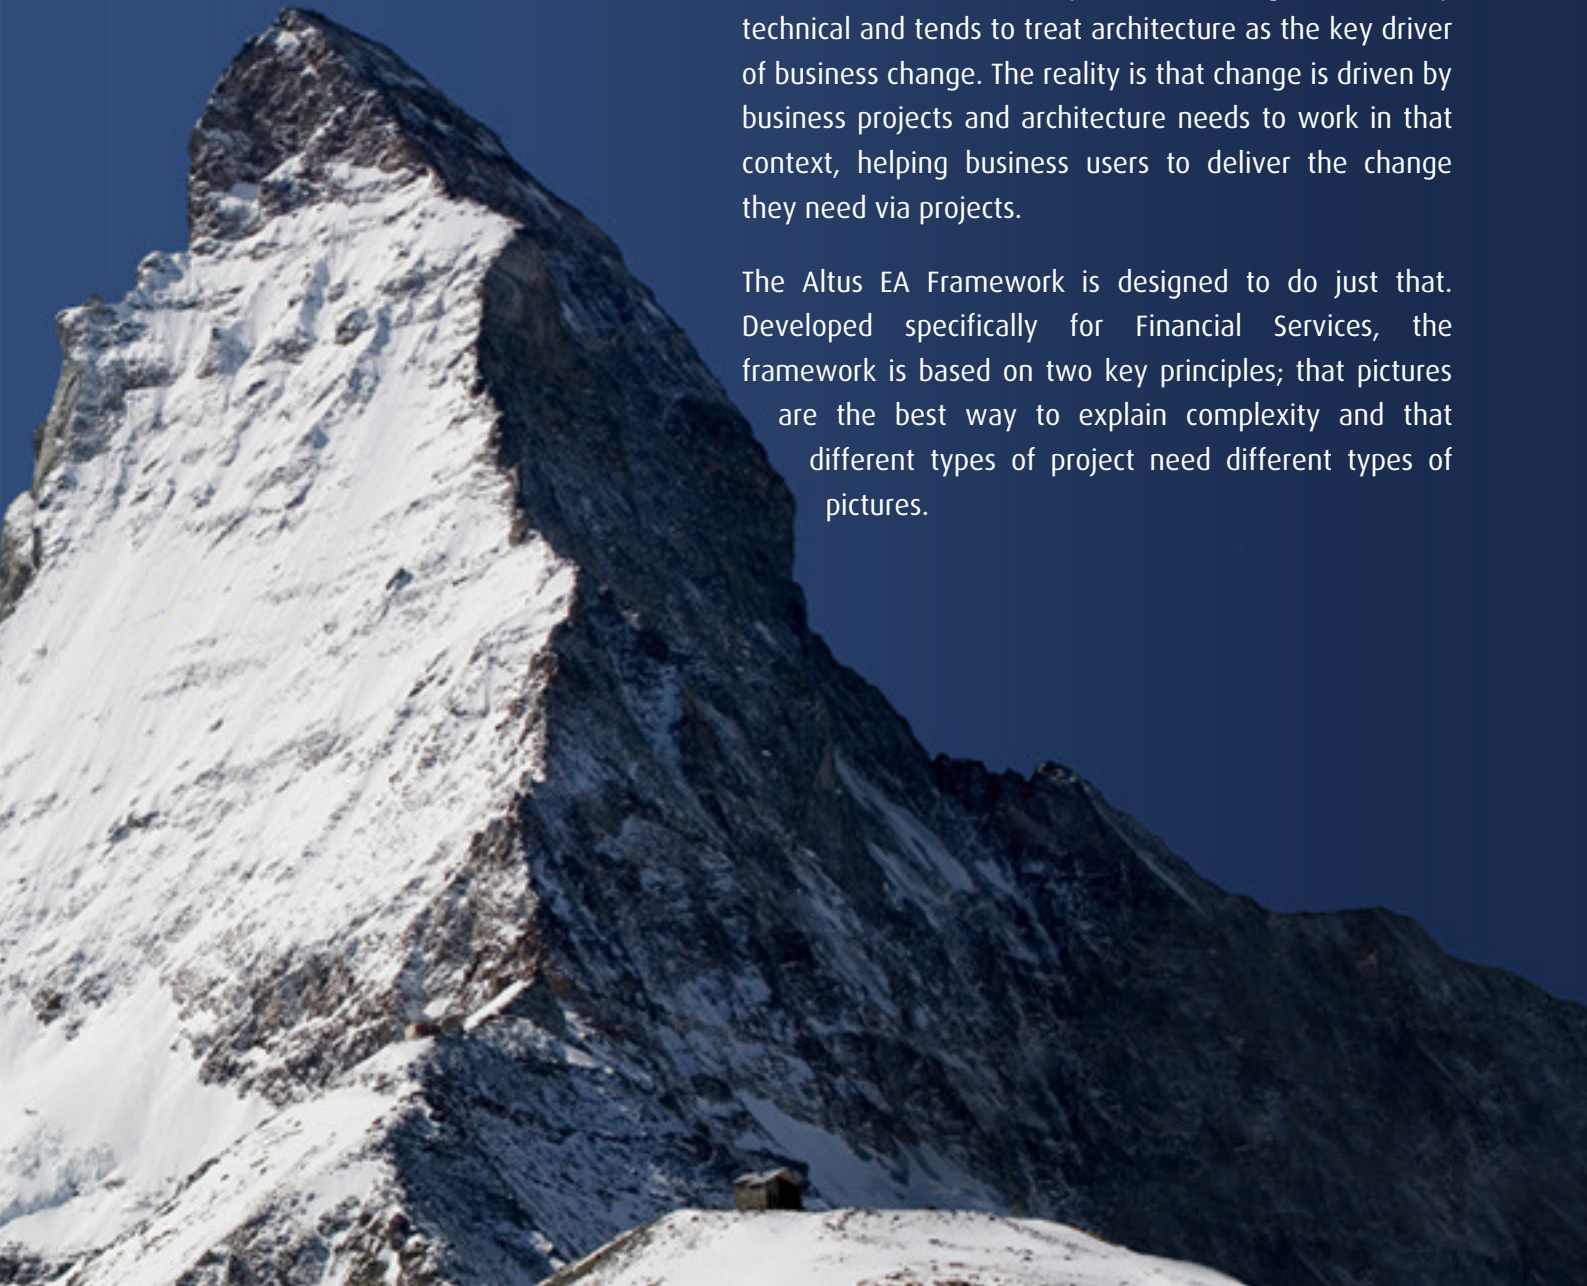 technical and tends to treat architecture as the key driver
of business change. The reality is that change is driven by
business projects and architecture needs to work in that
context, helping business users to deliver the change
they need via projects.
The Altus EA Framework is designed to do just that.
Developed specifically for Financial Services, the
framework is based on two key principles; that pictures
are the best way to explain complexity and that
different types of project need different types of
pictures.